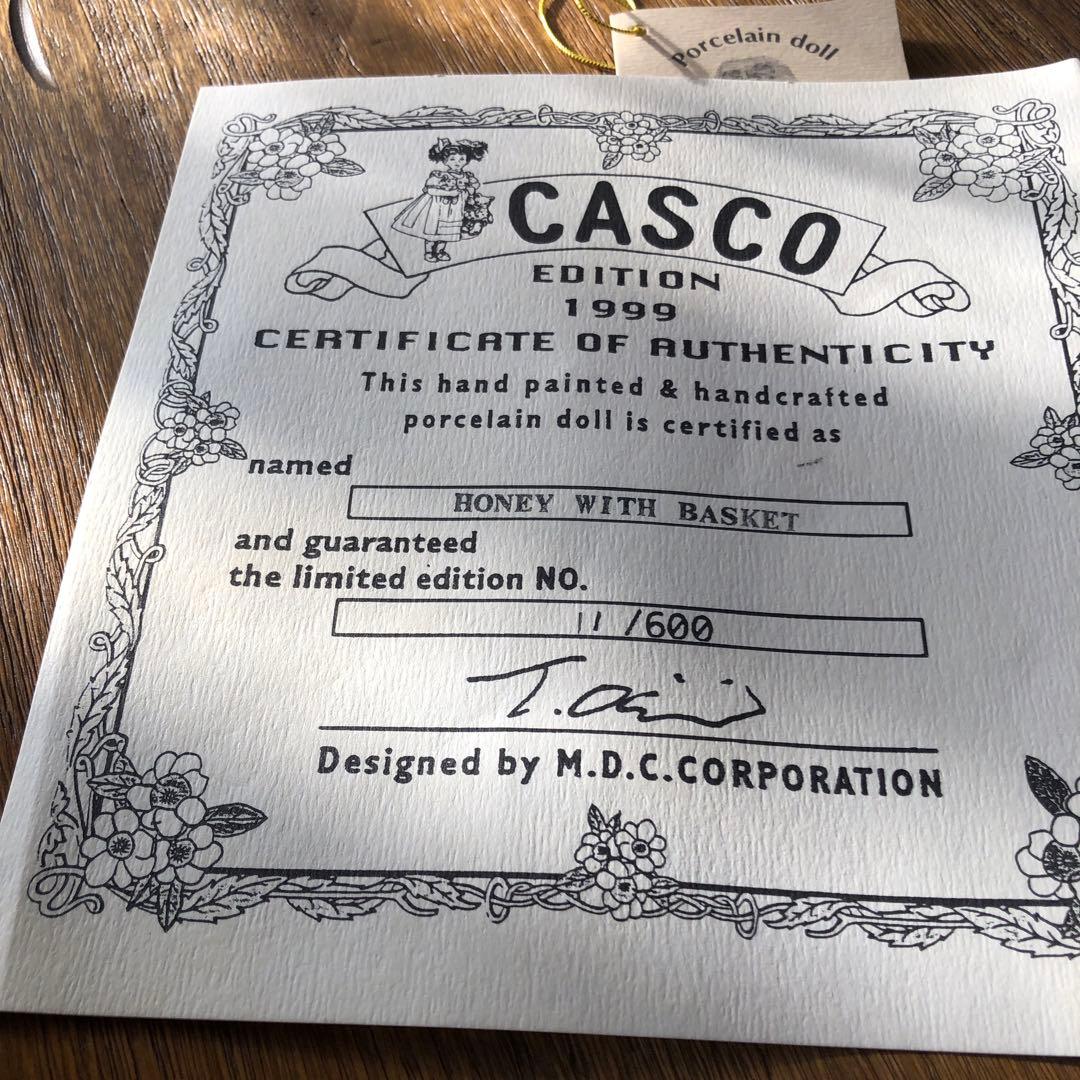 Porcelain doll
CASCO
EDITION
1999
CERTIFICATE OF AUTHENTICITY
This hand painted & handcrafted
porcelain doll is certified as
named
HONEY WITH BASKET
and guaranteed
the limited edition NO.
11/600
Designed by M.D.C.CORPORATION